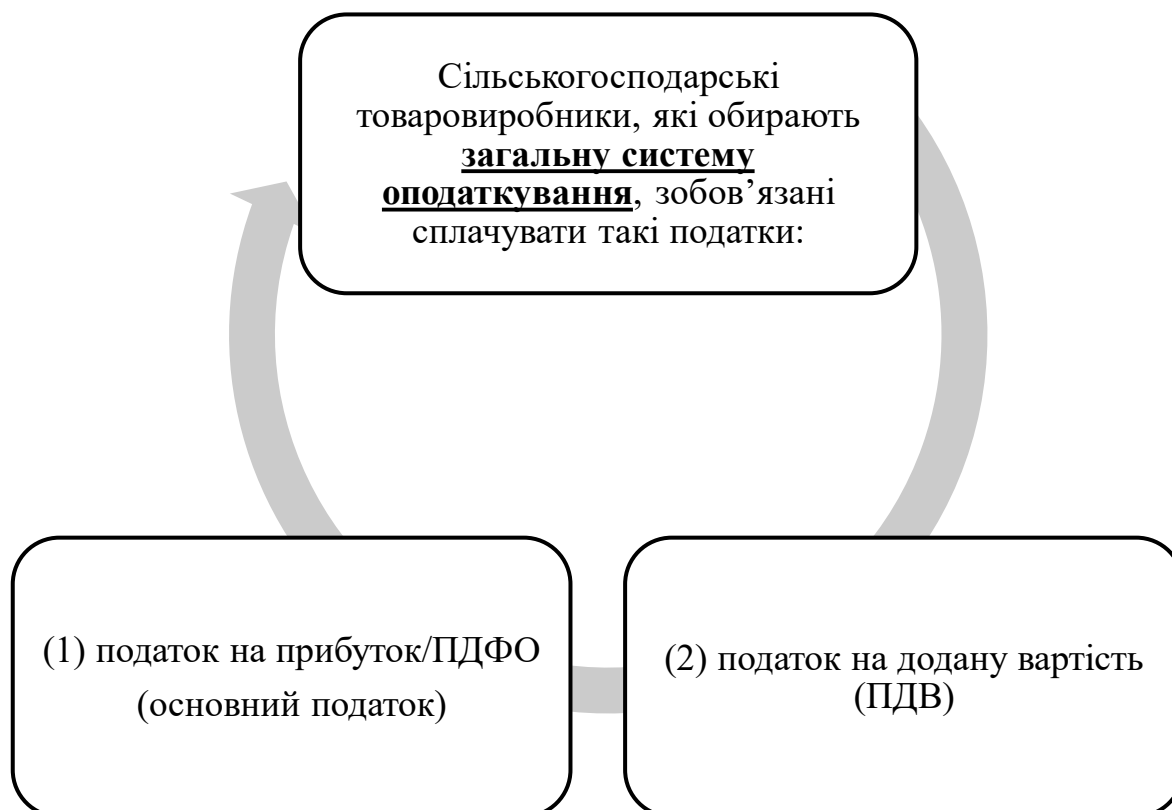 Сільськогосподарські
товаровиробники, які обирають
загальну систему
оподаткування, зобов’язані
сплачувати такі податки:
(1) податок на прибуток/ПДФО
(основний податок)
(2) податок на додану вартість
(ПДВ)